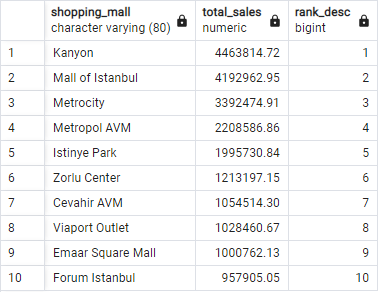 shopping_mall total_sales rank_desc
character varying (80) numeric bigint
1 Kanyon 4463814.72 1
2 Mall of Istanbul 4192962.95 2
3 Metrocity 3392474.91 3
4 Metropol AVM 2208586.86 4
5 Istinye Park 1995730.84 5
6 Zorlu Center 1213197.15 6
7 Cevahir AVM 1054514.30 7
8 Viaport Outlet 1028460.67 8
9 Emaar Square Mall 1000762.13 9
10 Forum Istanbul 957905.05 10